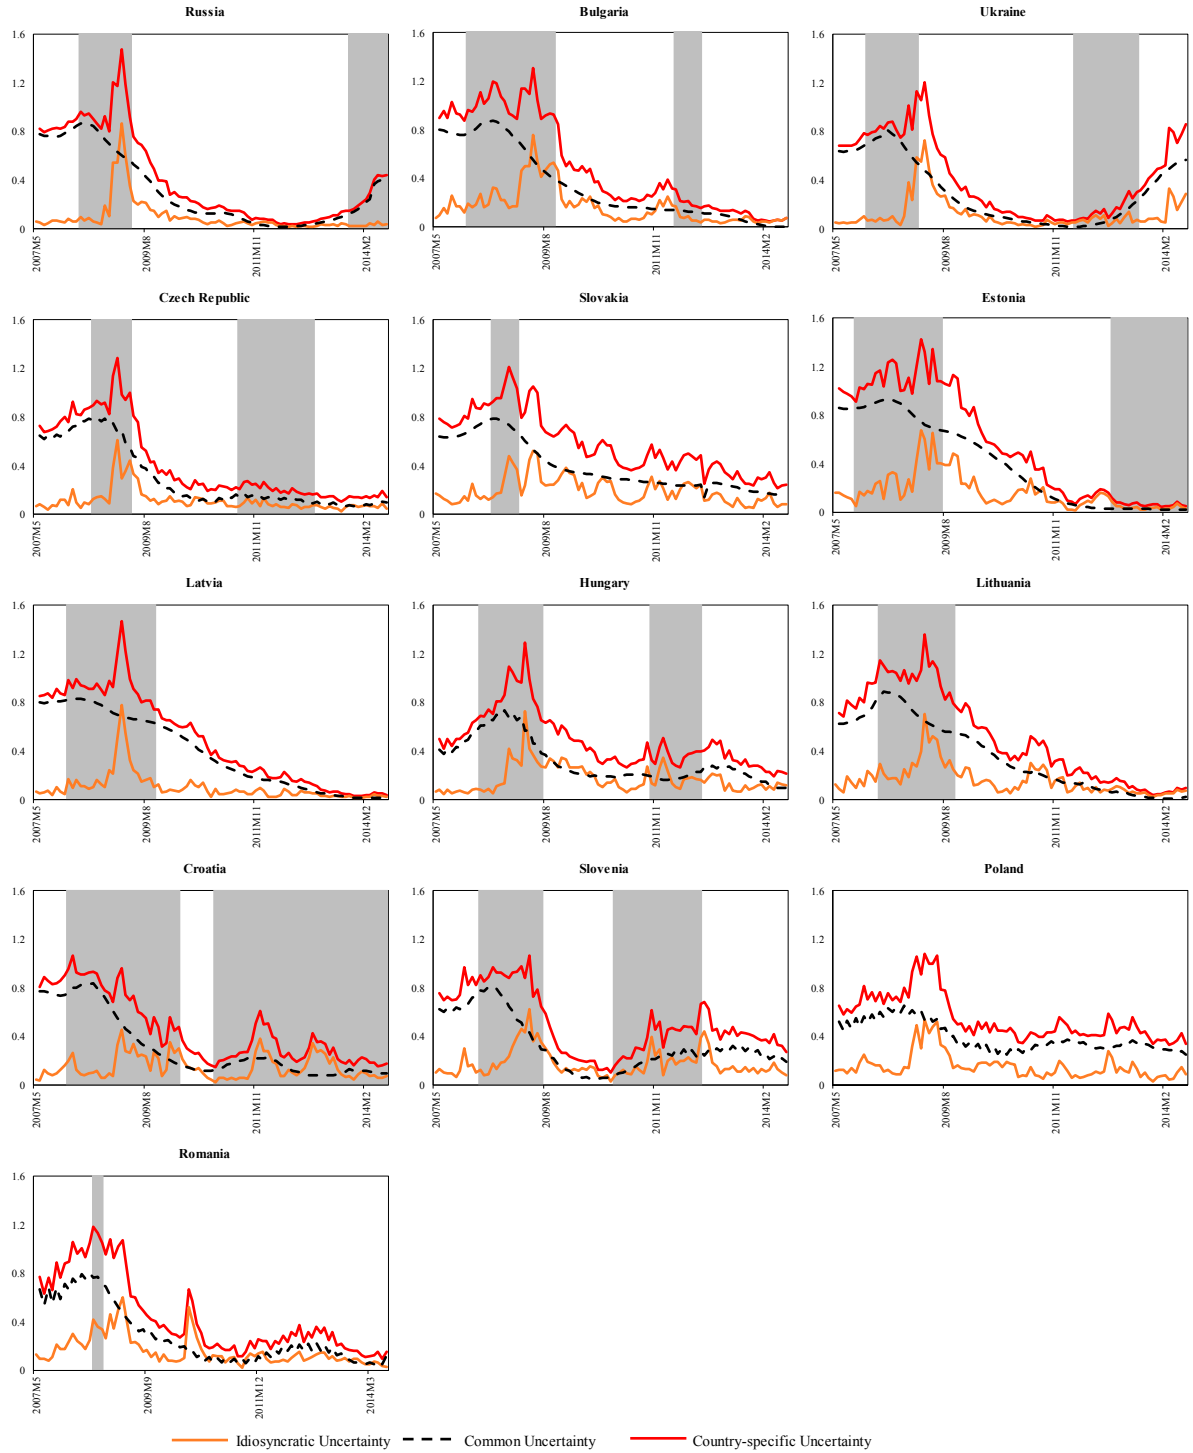 Russia
Bulgaria
Ukraine
1.6
1.2
0.8
0.4
0
2007M5
2009M8
2011M11
2014M2
1.6
1.2
0.8
0.4
0
2007M5
2009M8
2011M11
2014M2
1.6
1.2
0.8
0.4
0
2007M5
2009M8
2011M11
2014M2
Czech Republic
Slovakia
Estonia
1.6
1.2
0.8
0.4
0
2007M5
2009M8
2011M11
2014M2
1.6
1.2
0.8
0.4
0
2007M5
2009M8
2011M11
2014M2
1.6
1.2
0.8
0.4
0
2007M5
2009M8
2011M11
2014M2
Latvia
Hungary
Lithuania
1.6
1.2
0.8
0.4
0
2007M5
2009M8
2011M11
2014M2
1.6
1.2
0.8
0.4
0
2007M5
2009M8
2011M11
2014M2
1.6
1.2
0.8
0.4
0
2007M5
2009M8
2011M11
2014M2
Croatia
Slovenia
Poland
1.6
1.2
0.8
0.4
0
2007M5
2009M8
2011M11
2014M2
1.6
1.2
0.8
0.4
0
2007M5
2009M8
2011M11
2014M2
1.6
1.2
0.8
0.4
0
2007M5
2009M8
2011M11
2014M2
Romania
1.6
1.2
0.8
0.4
0
2007M5
2009M9
2011M12
2014M3
Idiosyncratic Uncertainty Common Uncertainty Country-specific Uncertainty